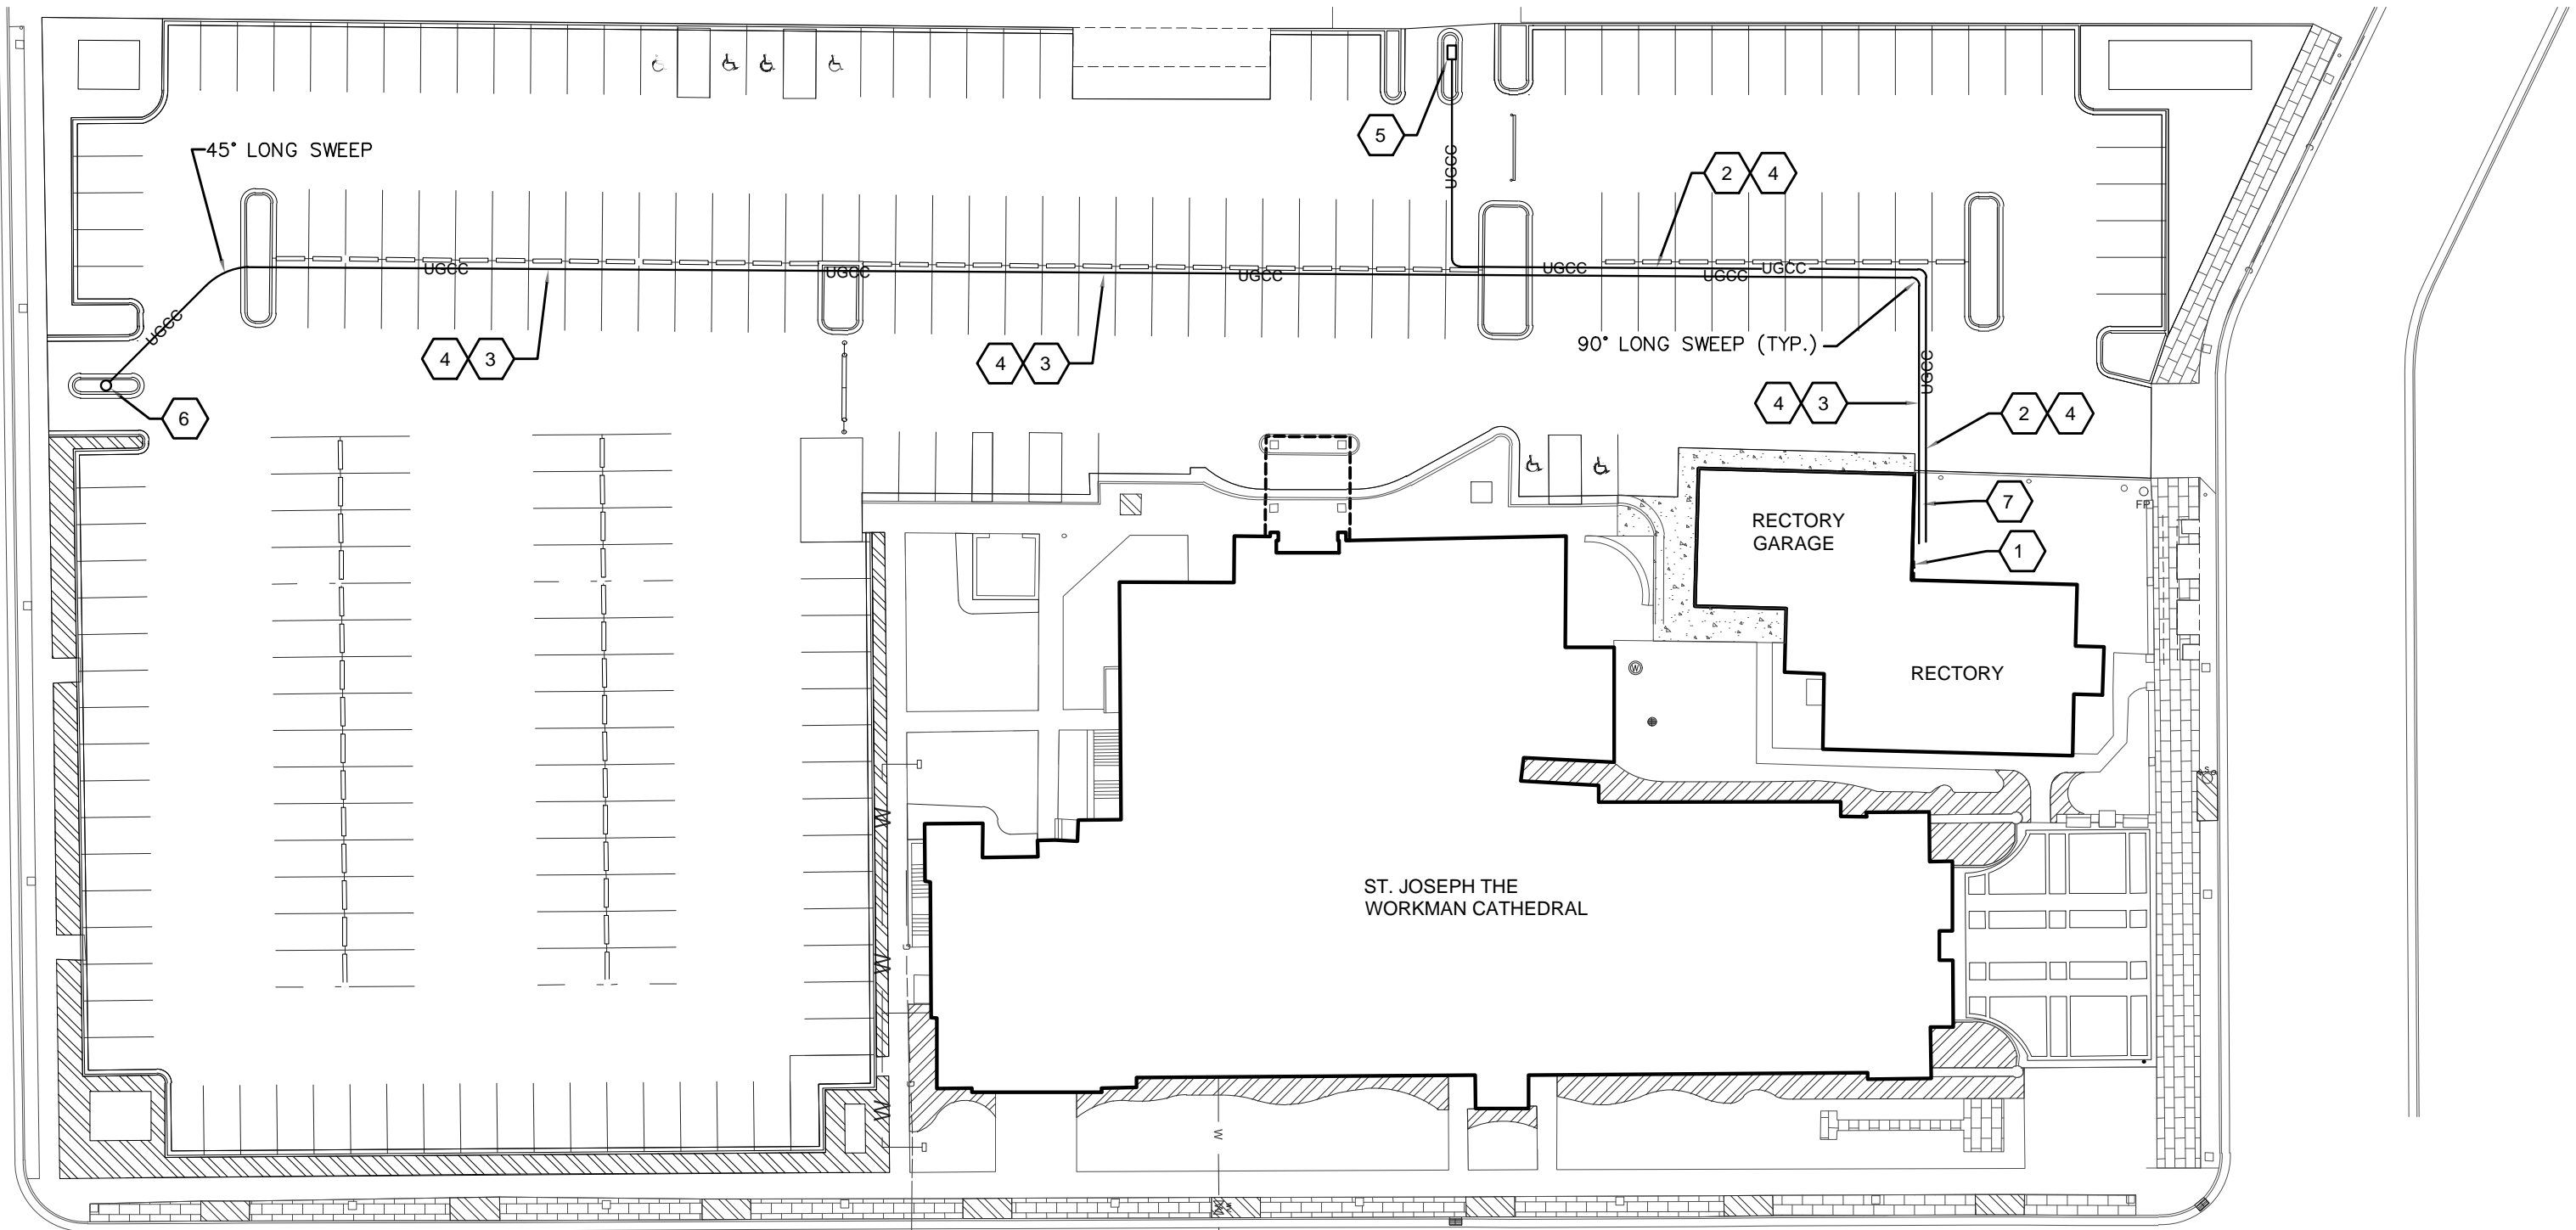 5
UGCC
2 4
45° LONG SWEEP
UGCC
UGCC
UGCC
UGCC
UGCC
UGCC
UGCC
4 3
4 3
90° LONG SWEEP (TYP.)
UGCC
6
4 3
2 4
7
FP
1
RECTORY
GARAGE
W
RECTORY
S
W
ST. JOSEPH THE
WORKMAN CATHEDRAL
W
W
W